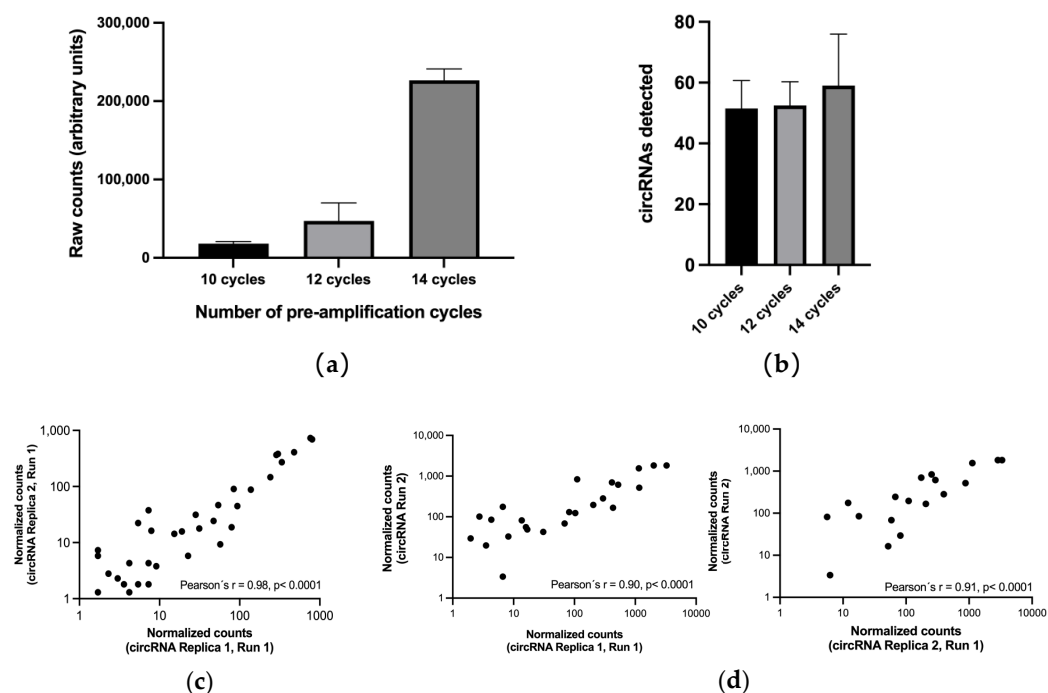 300,000
200,000
100,000
0
Raw counts (arbitrary units)
10 cycles 12 cycles 14 cycles
Number of pre-amplification cycles
(a)
80
60
40
20
0
circRNAs detected
10 cycles
12 cycles
14 cycles
(b)
Normalized counts
(circRNA Replica 2, Run 1)
1,000
100
10
1
Pearson´s r = 0.98, p< 0.0001
1 10 100 1000
Normalized counts
(circRNA Replica 1, Run 1)
(c)
Normalized counts
(circRNA Run 2)
10,000
1,000
100
10
1
Pearson´s r = 0.90, p< 0.0001
1 10 100 1000 10000
Normalized counts
(circRNA Replica 1, Run 1)
Normalized counts
(circRNA Run 2)
10,000
1,000
100
10
1
Pearson´s r = 0.91, p< 0.0001
1 10 100 1000 10000
Normalized counts
(circRNA Replica 2, Run 1)
(d)